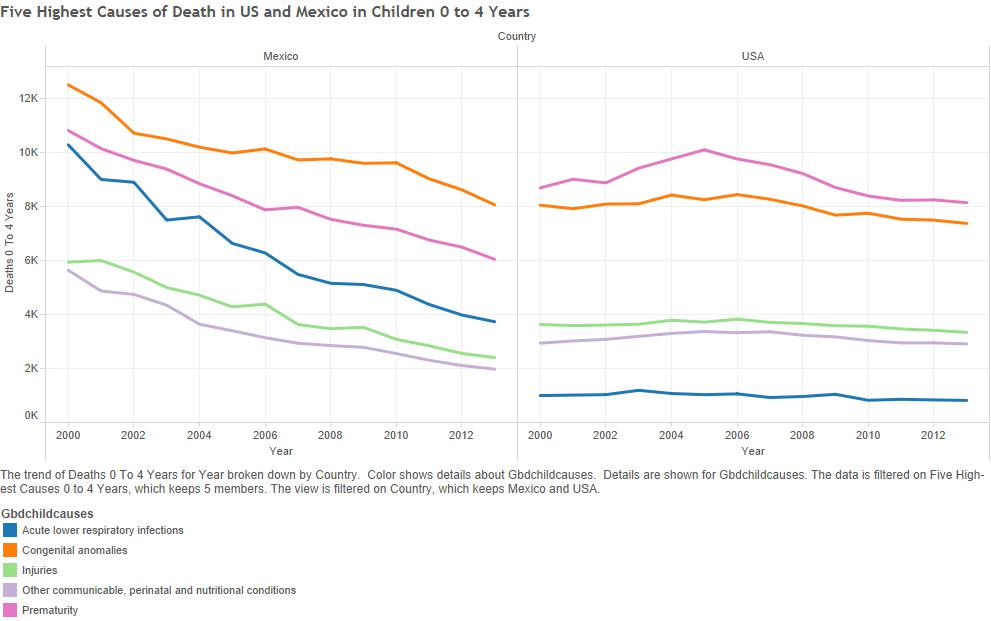 Five Highest Causes of Death in US and Mexico in Children 0 to 4 Years
Country
Mexico
USA
Deaths 0 To 4 Years
12K
10K
8K
6K
4K
2K
0K
2000 2002 2004 2006 2008 2010 2012
2000 2002 2004 2006 2008 2010 2012
Year
Year
The trend of Deaths 0 To 4 Years for Year broken down by Country.  Color shows details about Gbdchildcauses.  Details are shown for Gbdchildcauses. The data is filtered on Five High-
est Causes 0 to 4 Years, which keeps 5 members. The view is filtered on Country, which keeps Mexico and USA.
Gbdchildcauses
Acute lower respiratory infections
Congenital anomalies
Injuries
Other communicable, perinatal and nutritional conditions
Prematurity